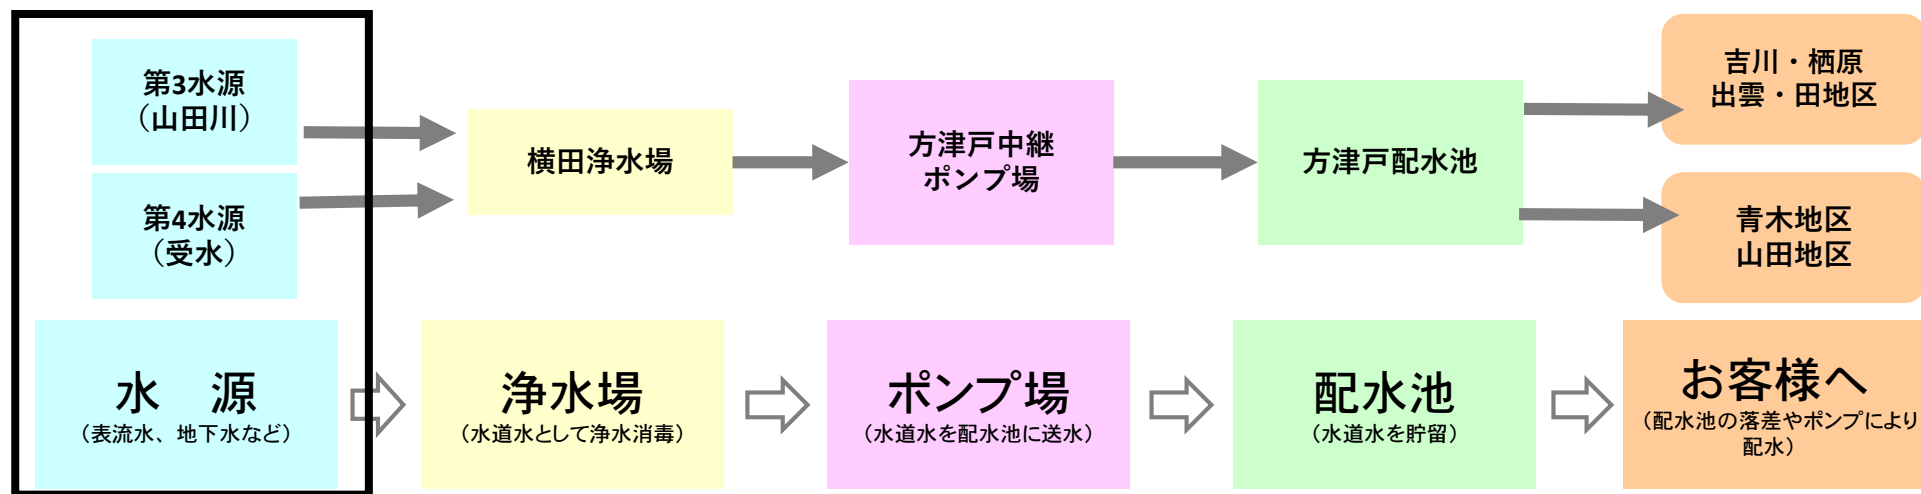 第3水源
（山田川）
第4水源
（受水）
横田浄水場
方津戸中継
ポンプ場
方津戸配水池
吉川・栖原
出雲・田地区
青木地区
山田地区
水　源
（表流水、地下水など）
浄水場
（水道水として浄水消毒）
ポンプ場
（水道水を配水池に送水）
配水池
（水道水を貯留）
お客様へ
（配水池の落差やポンプにより
配水）